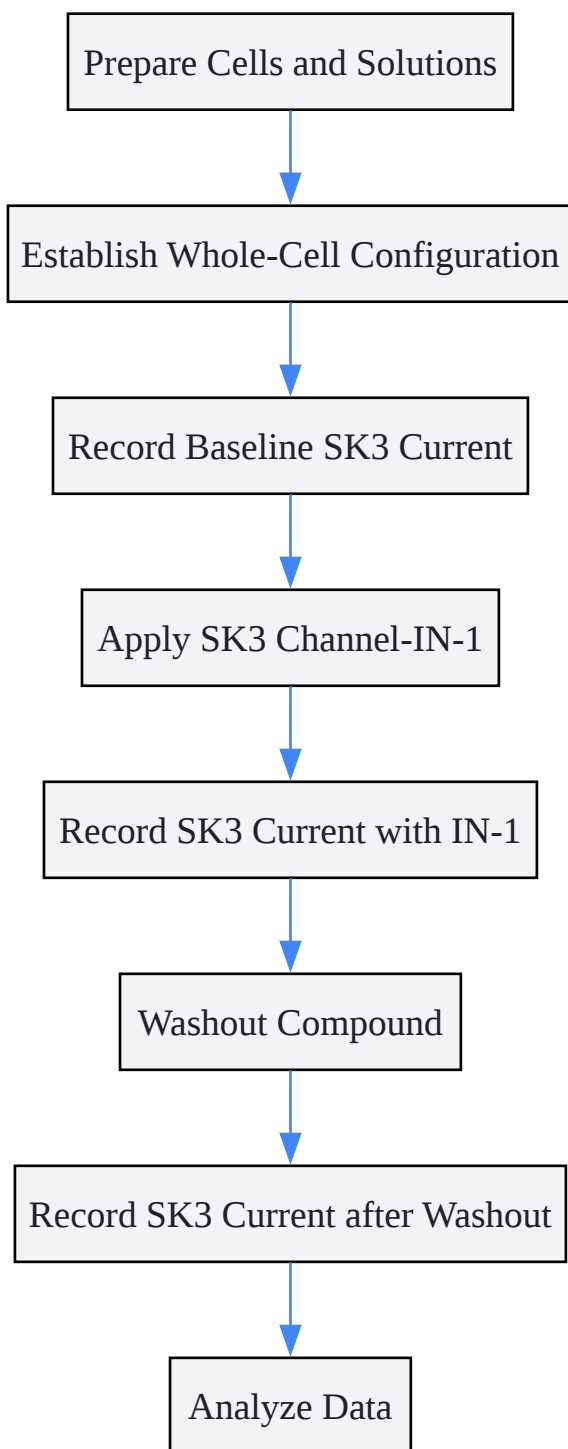 Prepare Cells and Solutions
Establish Whole-Cell Configuration
Record Baseline SK3 Current
Apply SK3 Channel-IN-1
Record SK3 Current with IN-1
Washout Compound
Record SK3 Current after Washout
Analyze Data